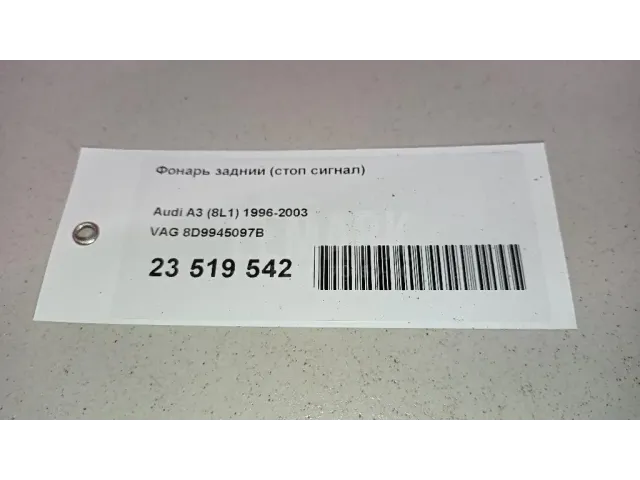 Фонарь задний (стоп сигнал)
Audi A3 (8L1) 1996-2003
VAG 8D9945097B
23 519 542